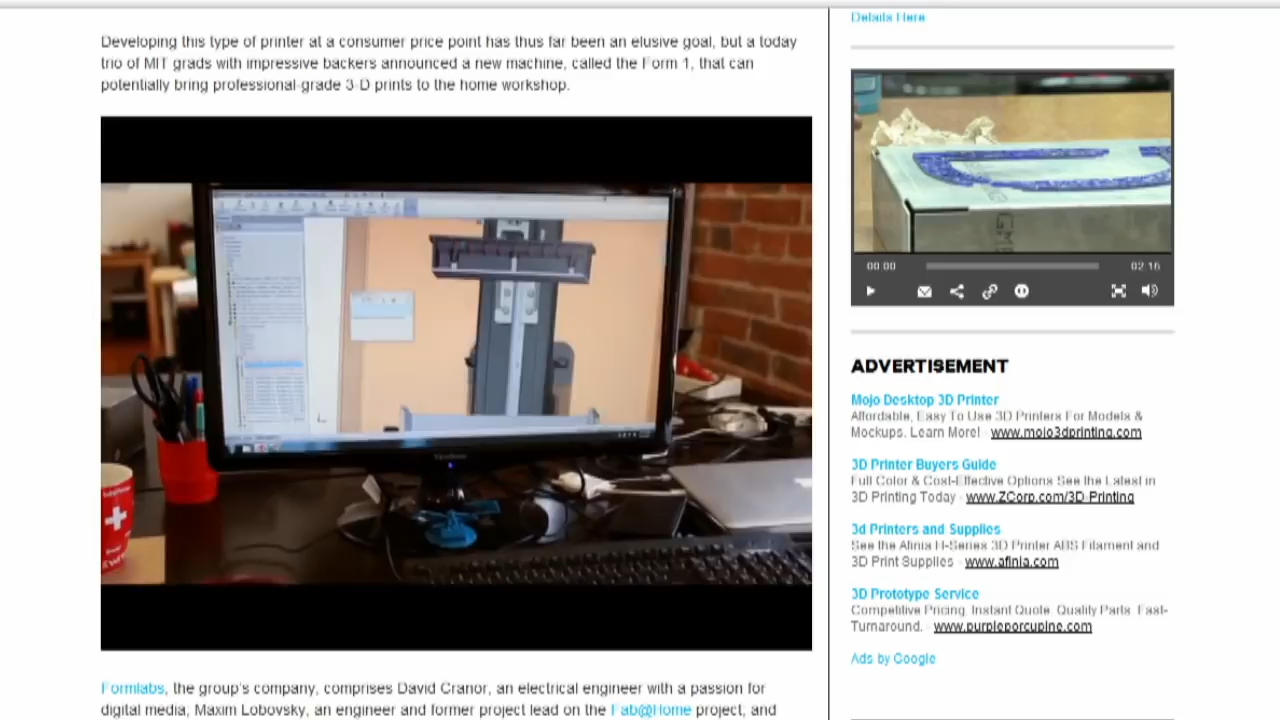 Developing this type of printer at a consumer price point has thus far been an elusive goal, but a today
trio of MIT grads with impressive backers announced a new machine, called the Form 1, that can
potentially bring professional-grade 3-D prints to the home workshop.
Formlabs, the group's company, comprises David Cranor, an electrical engineer with a passion for
digital media; Maxim Lobovsky, an engineer and former project lead on the Fab@Home project; and
Details Here
00:00
02:16
ADVERTISEMENT
Mojo Desktop 3D Printer
Affordable, Easy To Use 3D Printers For Models &
Mockups. Learn More! www.mojo3dprinting.com
3D Printer Buyers Guide
Full Color & Cost-Effective Options See the Latest in
3D Printing Today - www.ZCorp.com/3D-Printing
3d Printers and Supplies
See the Afinia H-Series 3D Printer ABS Filament and
3D Print Supplies - www.afinia.com
3D Prototype Service
Competitive Pricing. Instant Quote. Quality Parts. Fast-
Turnaround. - www.purpleporcupine.com
Ads by Google